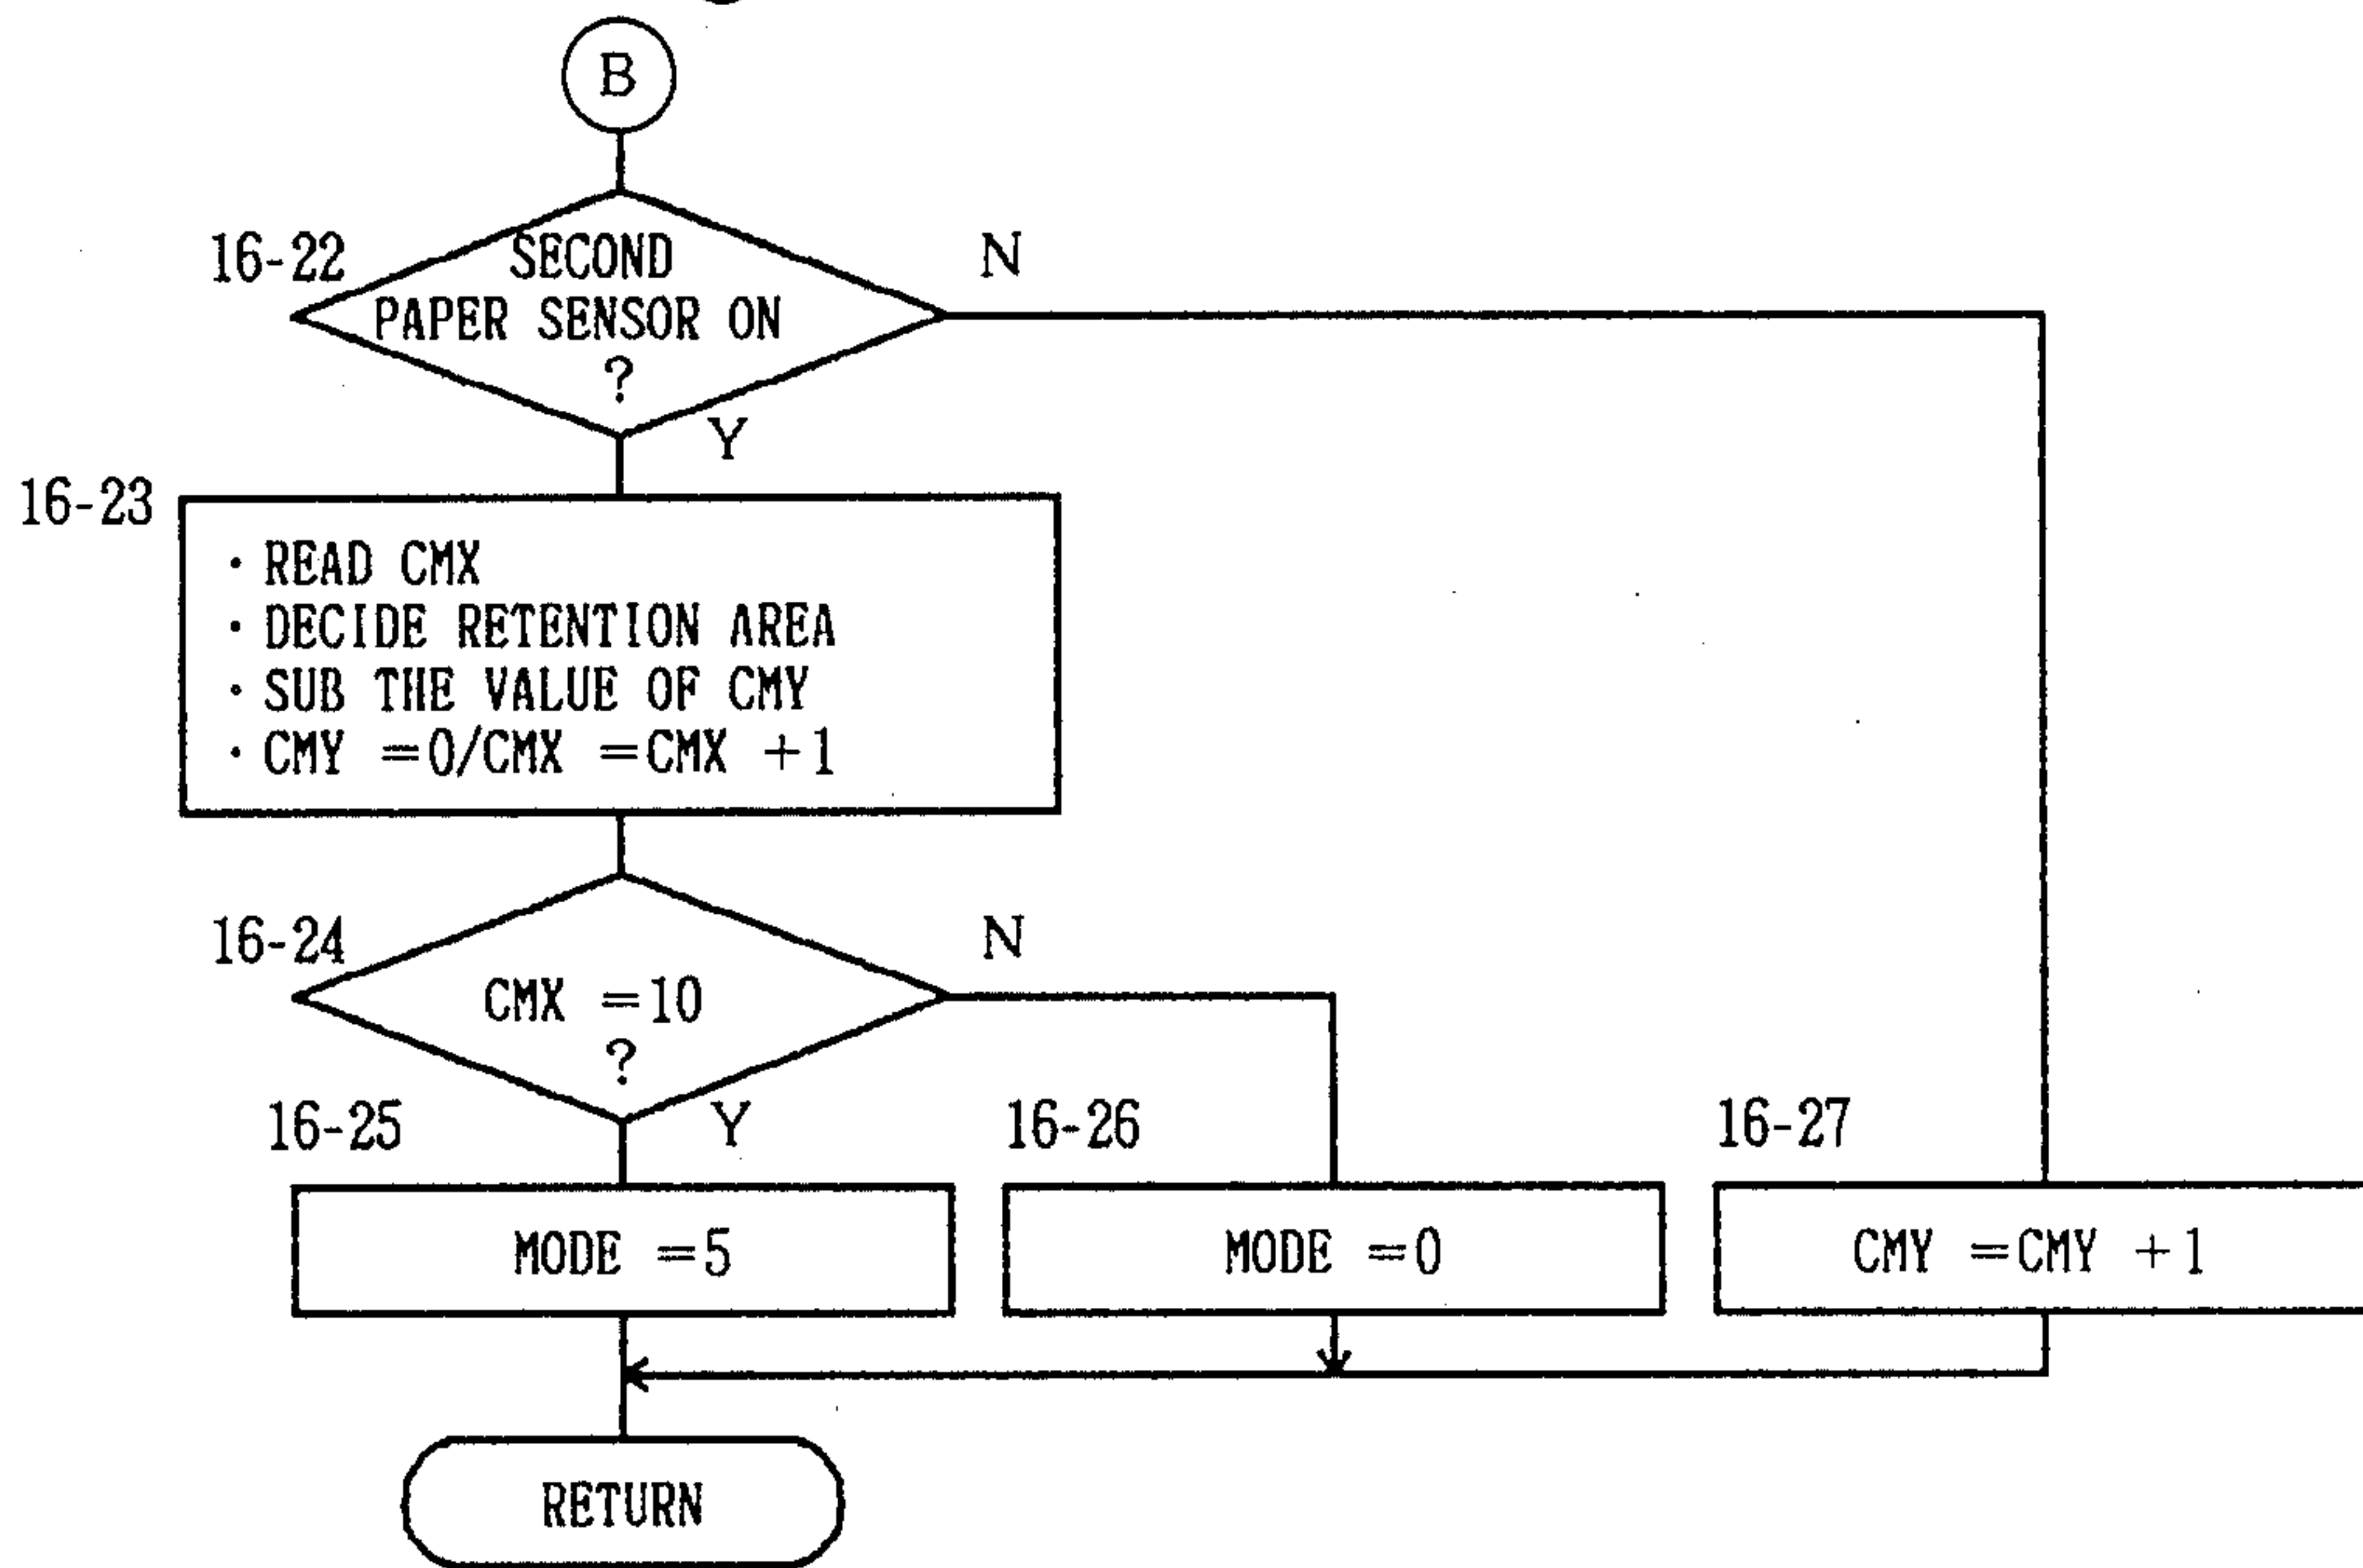 B
16-22
SECOND
N
PAPER SENSOR ON
?
Y
16-23
· READ CMX
· DECIDE RETENTION AREA
· SUB THE VALUE OF CMY
· CMY =0/CMX =CMX +1
16-24
N
CMX =10
?
16-25
Y
16-26
16-27
MODE =5
MODE =0
CMY =CMY +1
RETURN